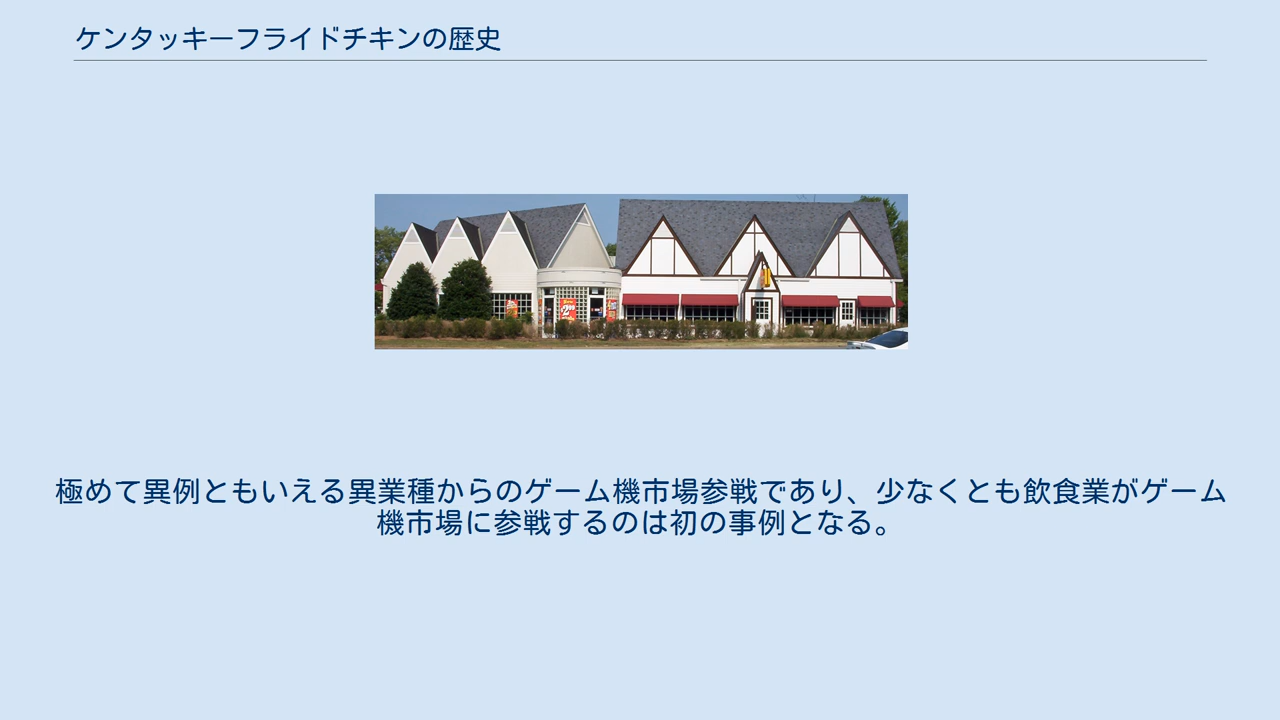 ケンタッキーフライドチキンの歴史
極めて異例ともいえる異業種からのゲーム機市場参戦であり、少なくとも飲食業がゲーム
機市場に参戦するのは初の事例となる。